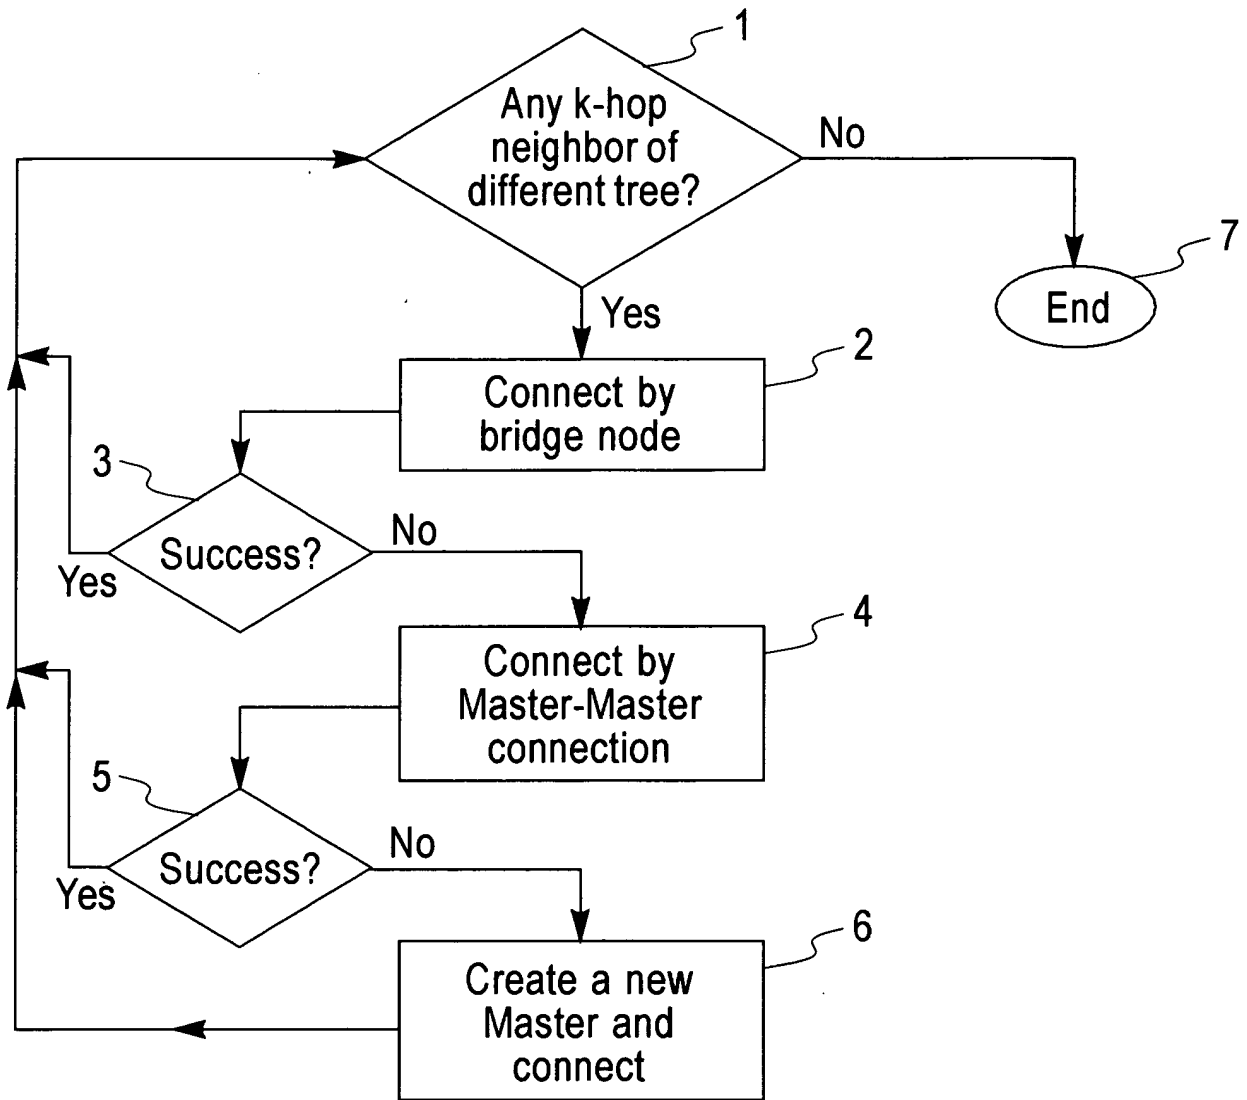 1
Any k-hop
neighbor of
different tree?
No
7
End
Yes
2
Connect by
bridge node
3
Success?
No
Yes
4
Connect by
Master-Master
connection
5
Success?
No
Yes
6
Create a new
Master and
connect